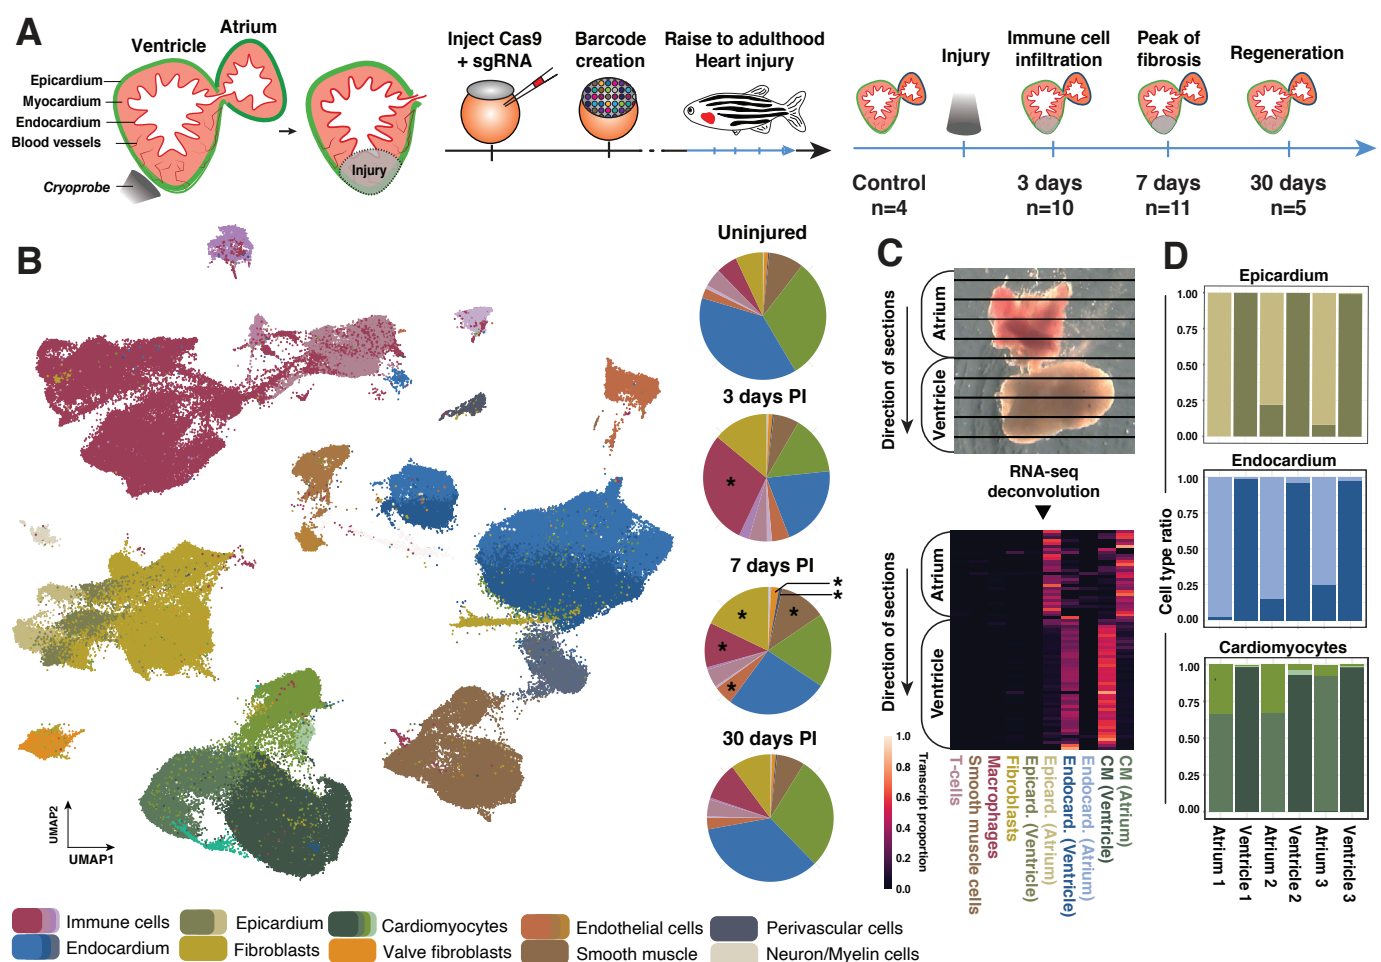 A
Ventricle
Atrium
Epicardium
Myocardium
Endocardium
Blood vessels
Cryoprobe
Injury
Inject Cas9
+ sgRNA
Barcode
creation
Raise to adulthood
Heart injury
Injury
Immune cell
infiltration
Peak of
fibrosis
Regeneration
Control
n=4
3 days
n=10
7 days
n=11
30 days
n=5
B
UMAP2
UMAP1
Uninjured
3 days PI
*
7 days PI
*
*
*
*
*
*
30 days PI
C
Direction of sections
Atrium
Ventricle
RNA-seq
deconvolution
Direction of sections
Atrium
Ventricle
1.0
0.8
0.6
0.4
0.2
0.0
Transcript proportion
T-cells
Smooth muscle cells
Macrophages
Fibroblasts
Epicard. (Ventricle)
Epicard. (Atrium)
Endocard. (Ventricle)
Endocard. (Atrium)
CM (Ventricle)
CM (Atrium)
D
Cell type ratio
Epicardium
1.00
0.75
0.50
0.25
0.00
Endocardium
1.00
0.75
0.50
0.25
0.00
Cardiomyocytes
1.00
0.75
0.50
0.25
0.00
Atrium 1
Ventricle 1
Atrium 2
Ventricle 2
Atrium 3
Ventricle 3
Immune cells
Epicardium
Cardiomyocytes
Endothelial cells
Perivascular cells
Endocardium
Fibroblasts
Valve fibroblasts
Smooth muscle
Neuron/Myelin cells